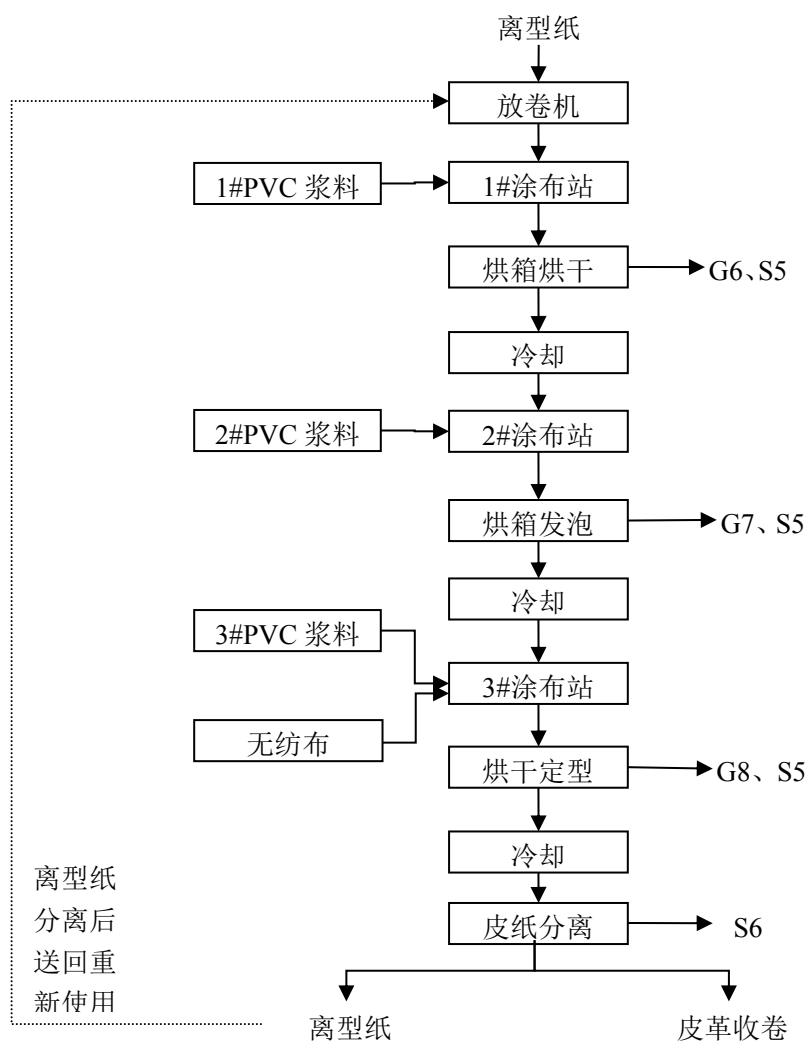 离型纸
放卷机
1#PVC 浆料
1#涂布站
烘箱烘干
G6、S5
冷却
2#PVC 浆料
2#涂布站
烘箱发泡
G7、S5
冷却
3#PVC 浆料
3#涂布站
无纺布
烘干定型
G8、S5
冷却
离型纸
分离后
送回重
新使用
皮纸分离
S6
离型纸
皮革收卷